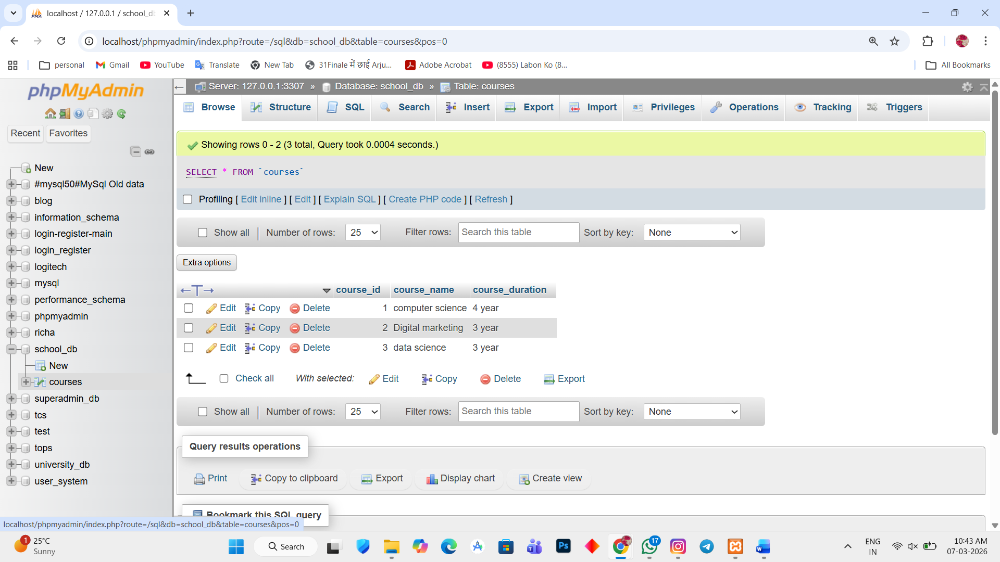 localhost / 127.0.0.1 / school_db
localhost/phpmyadmin/index.php?route=/sql&db=school_db&table=courses&pos=0
personal Gmail YouTube Translate New Tab 31Finale में छाई Arju... Adobe Acrobat (8555) Labon Ko (8... All Bookmarks
phpMyAdmin
Recent Favorites
New
#mysql50#MySql Old data
blog
information_schema
login-register-main
login_register
logitech
mysql
performance_schema
phpmyadmin
richa
school_db
New
courses
superadmin_db
tcs
test
tops
university_db
user_system
Server: 127.0.0.1:3307 » Database: school_db » Table: courses
Browse Structure SQL Search Insert Export Import Privileges Operations Tracking Triggers
Showing rows 0 - 2 (3 total, Query took 0.0004 seconds.)
SELECT * FROM `courses`
Profiling [ Edit inline ] [ Edit ] [ Explain SQL ] [ Create PHP code ] [ Refresh ]
Show all Number of rows: 25 Filter rows: Search this table Sort by key: None
Extra options
course_id course_name course_duration
Edit Copy Delete 1 computer science 4 year
Edit Copy Delete 2 Digital marketing 3 year
Edit Copy Delete 3 data science 3 year
Check all With selected: Edit Copy Delete Export
Show all Number of rows: 25 Filter rows: Search this table Sort by key: None
Query results operations
Print Copy to clipboard Export Display chart Create view
Bookmark this SQL query
localhost/phpmyadmin/index.php?route=/sql&db=school_db&table=courses&pos=0
1 25°C
Sunny
Search
Ps
17
ENG
IN
10:43 AM
07-03-2026